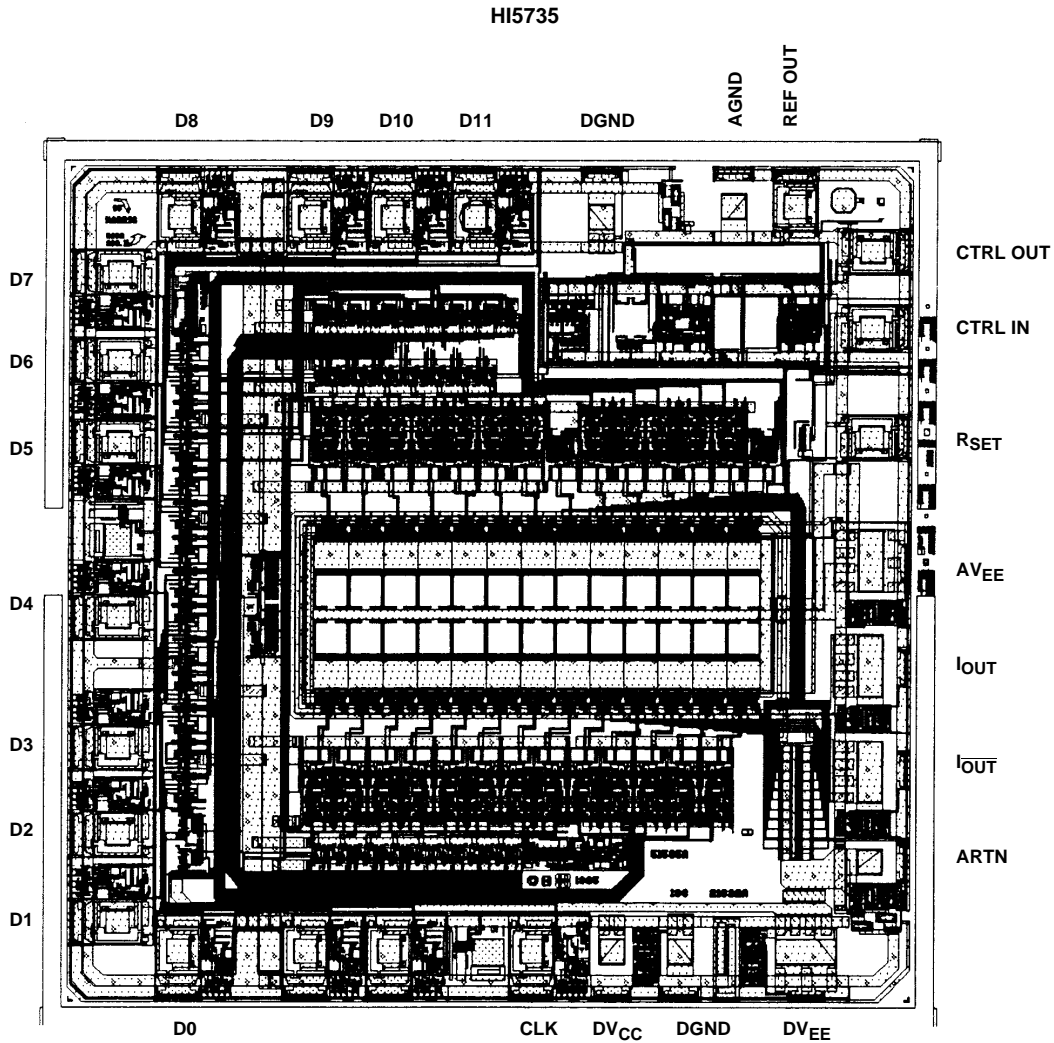 HI5735
AGND
REF OUT
D8
D9
D10
D11
DGND
D7
CTRL OUT
D6
CTRL IN
D5
RSET
AVEE
D4
IOUT
D3
IOUT
D2
ARTN
D1
D0
CLK
DVCC
DGND
DVEE